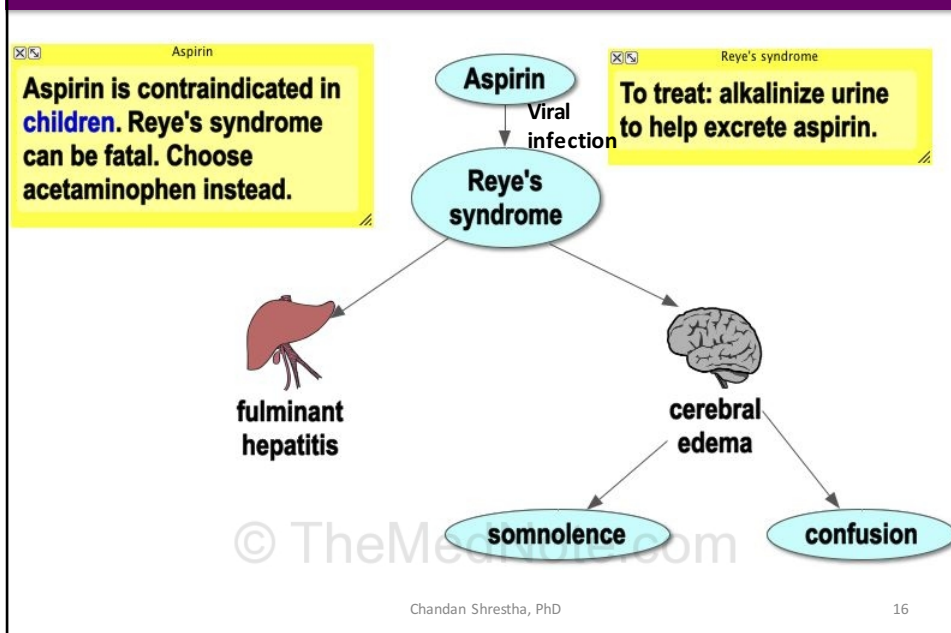 Aspirin
Aspirin is contraindicated in
children. Reye's syndrome
can be fatal. Choose
acetaminophen instead.
Aspirin
Viral
infection
Reye's syndrome
To treat: alkalinize urine
to help excrete aspirin.
Reye's
syndrome
fulminant
hepatitis
cerebral
edema
somnolence
confusion
© TheMedNote.com
Chandan Shrestha, PhD
16